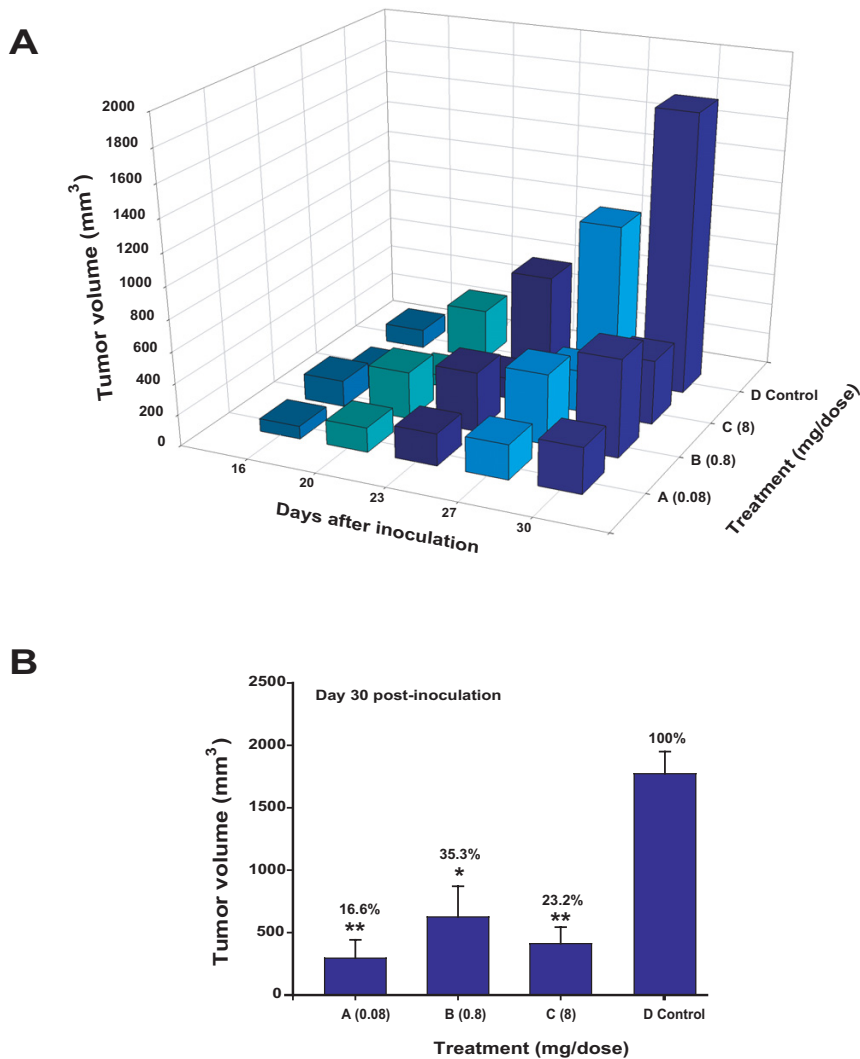 A
2000
1800
1600
1400
1200
1000
800
600
400
200
0
Tumor volume (mm3)
16
20
23
27
30
Days after inoculation
D Control
C (8)
B (0.8)
A (0.08)
Treatment (mg/dose)
B
Day 30 post-inoculation
2500
2000
1500
1000
500
0
Tumor volume (mm3)
16.6%
**
35.3%
*
23.2%
**
100%
A (0.08) B (0.8) C (8) D Control
Treatment (mg/dose)